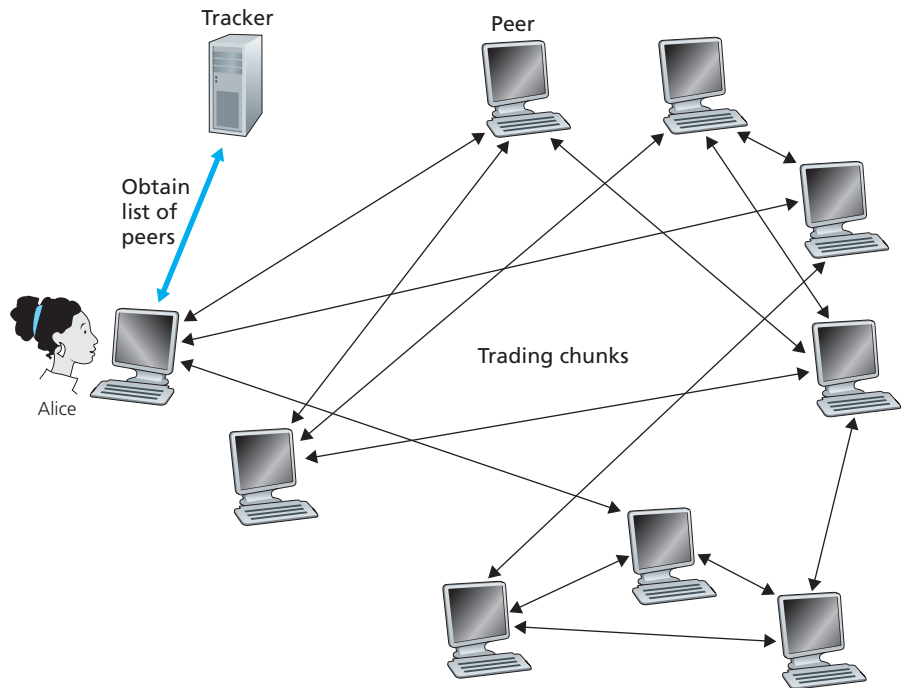 Tracker
Peer
Obtain
list of
peers
Trading chunks
Alice